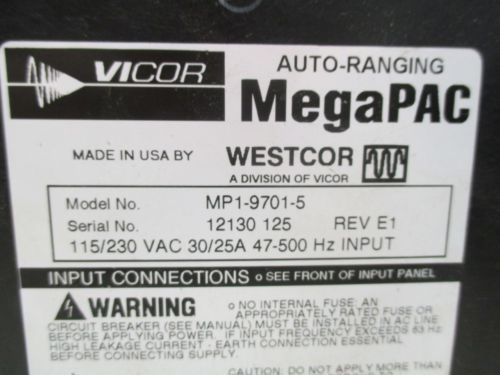 VICOR
AUTO-RANGING
MegaPAC
MADE IN USA BY WESTCOR
A DIVISION OF VICOR
Model No. MP1-9701-5
Serial No. 12130 125 REV E1
115/230 VAC 30/25A 47-500 Hz INPUT
INPUT CONNECTIONS o SEE FRONT OF INPUT PANEL
WARNING
o NO INTERNAL FUSE: AN
APPROPRIATELY RATED FUSE OR
CIRCUIT BREAKER (SEE MANUAL) MUST BE INSTALLED IN AC LINE
BEFORE APPLYING POWER. IF INPUT FREQUENCY EXCEEDS 63 Hz
HIGH LEAKAGE CURRENT - EARTH CONNECTION ESSENTIAL
BEFORE CONNECTING SUPPLY.
CAUTION: DO NOT APPLY MORE THAN